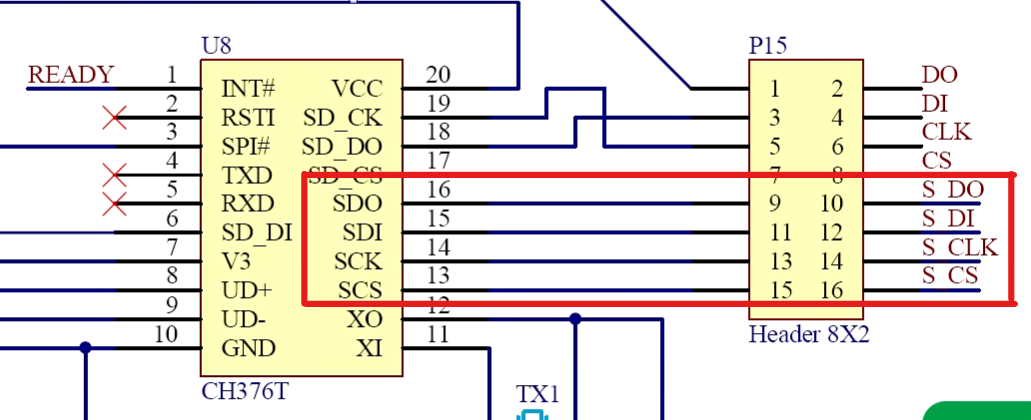 U8
P15
READY 1 INT# VCC 20 1 2 DO
2 RSTI SD_CK 19 3 4 DI
3 SPI# SD_DO 18 5 6 CLK
4 TXD SD_CS 17 7 8 CS
5 RXD SDO 16 9 10 S_DO
6 SD_DI SDI 15 11 12 S_DI
7 V3 SCK 14 13 14 S_CLK
8 UD+ SCS 13 15 16 S_CS
9 UD- XO 12
10 GND XI 11
Header 8X2
CH376T
TX1